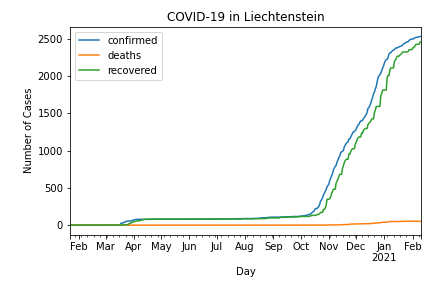 COVID-19 in Liechtenstein
Number of Cases
2500
2000
1500
1000
500
0
confirmed
deaths
recovered
Feb Mar Apr May Jun Jul Aug Sep Oct Nov Dec Jan Feb
2021
Day